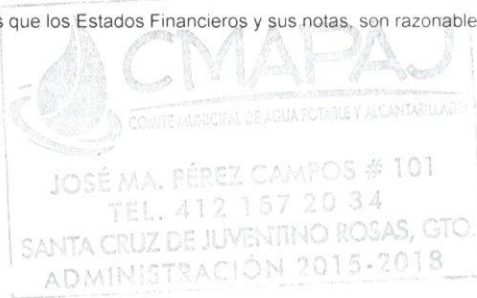 s que los Estados Financieros y sus notas, son razonable
CMAPAJ
COMITE MUNICIPAL DE AGUA POTABLE Y ALCANTARILLADO
JOSÉ MA. PÉREZ CAMPOS # 101
TEL. 412 157 20 34
SANTA CRUZ DE JUVENTINO ROSAS, GTO.
ADMINISTRACIÓN 2015-2018